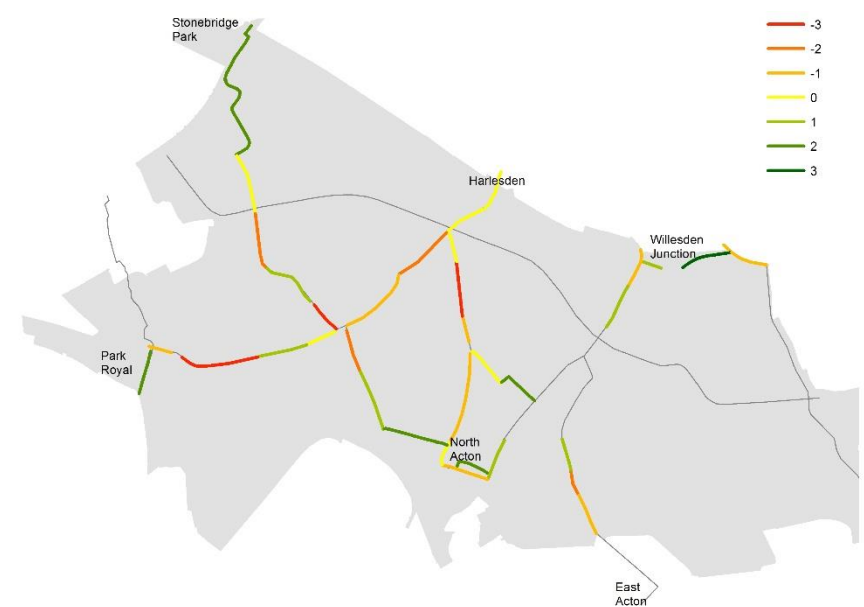 Stonebridge
Park
-3
-2
-1
0
1
2
3
Harlesden
Willesden
Junction
Park
Royal
North
Acton
East
Acton